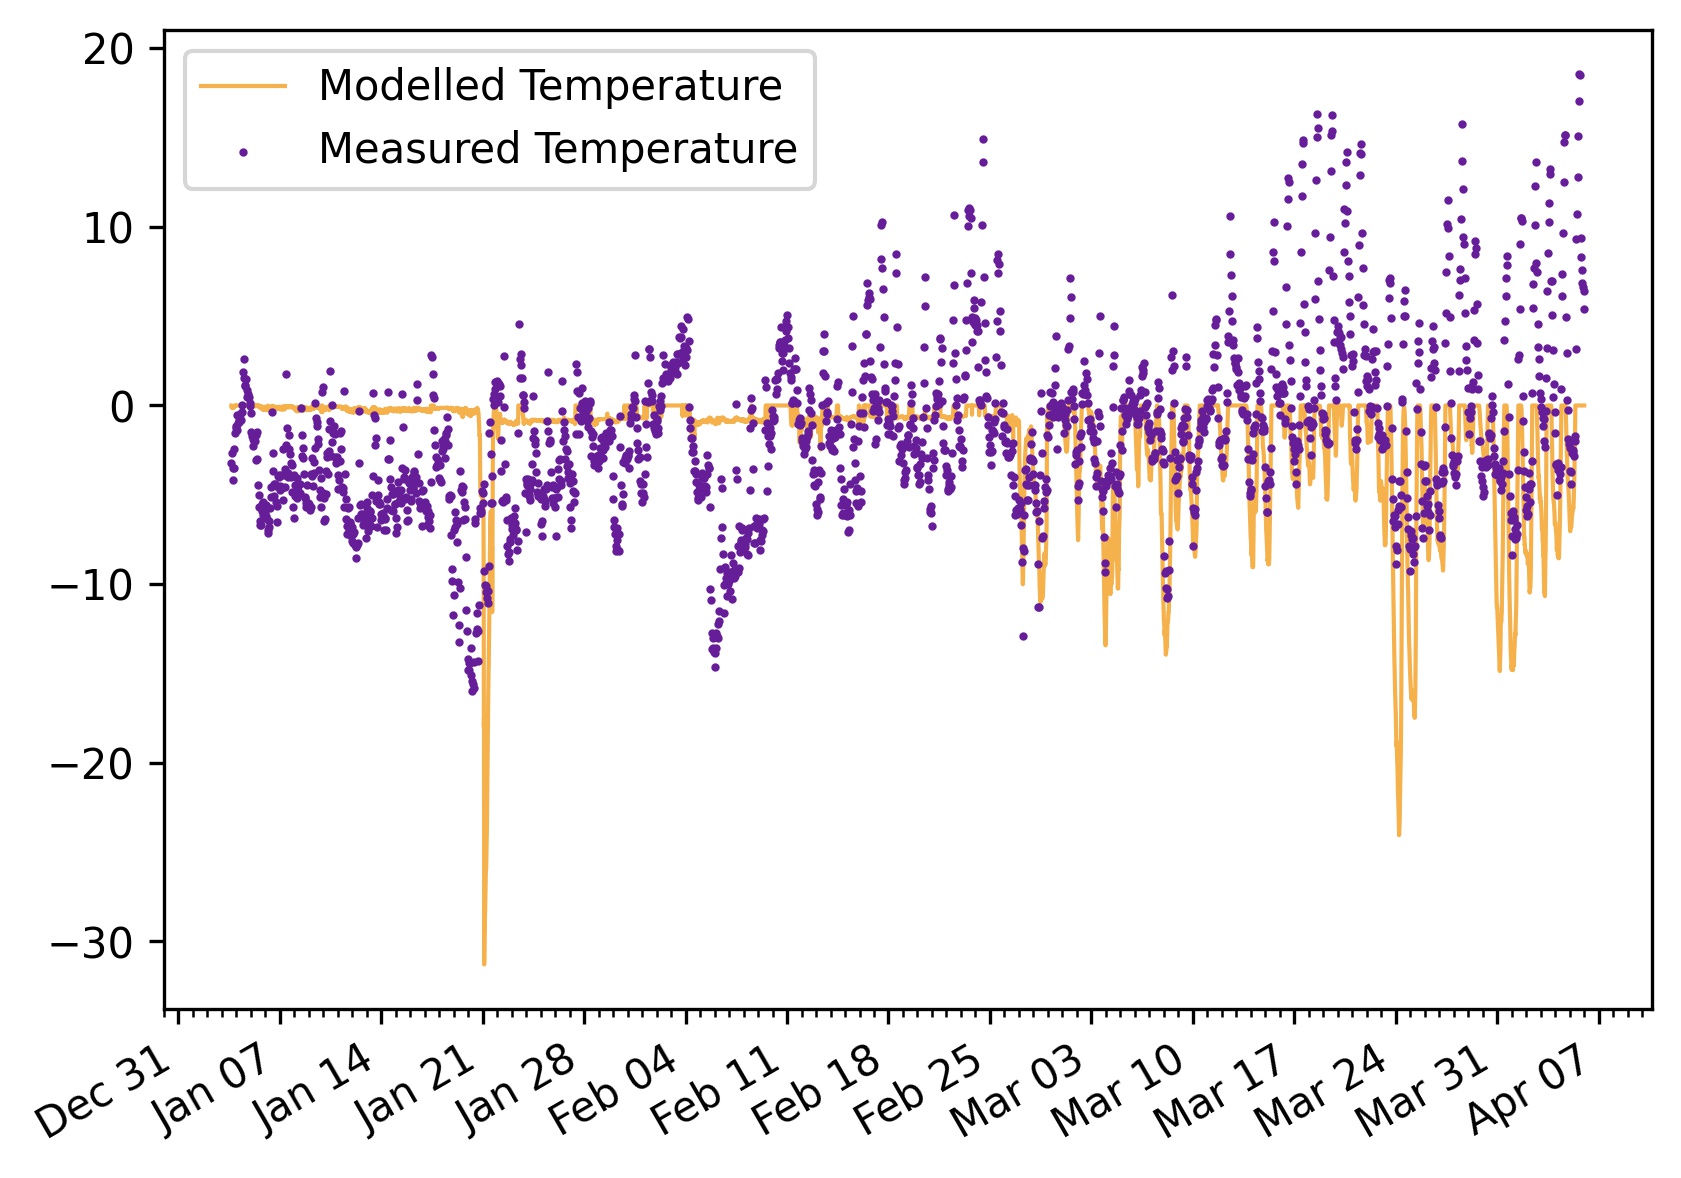 20
10
0
−10
−20
−30
Modelled Temperature
Measured Temperature
Dec 31
Jan 07
Jan 14
Jan 21
Jan 28
Feb 04
Feb 11
Feb 18
Feb 25
Mar 03
Mar 10
Mar 17
Mar 24
Mar 31
Apr 07